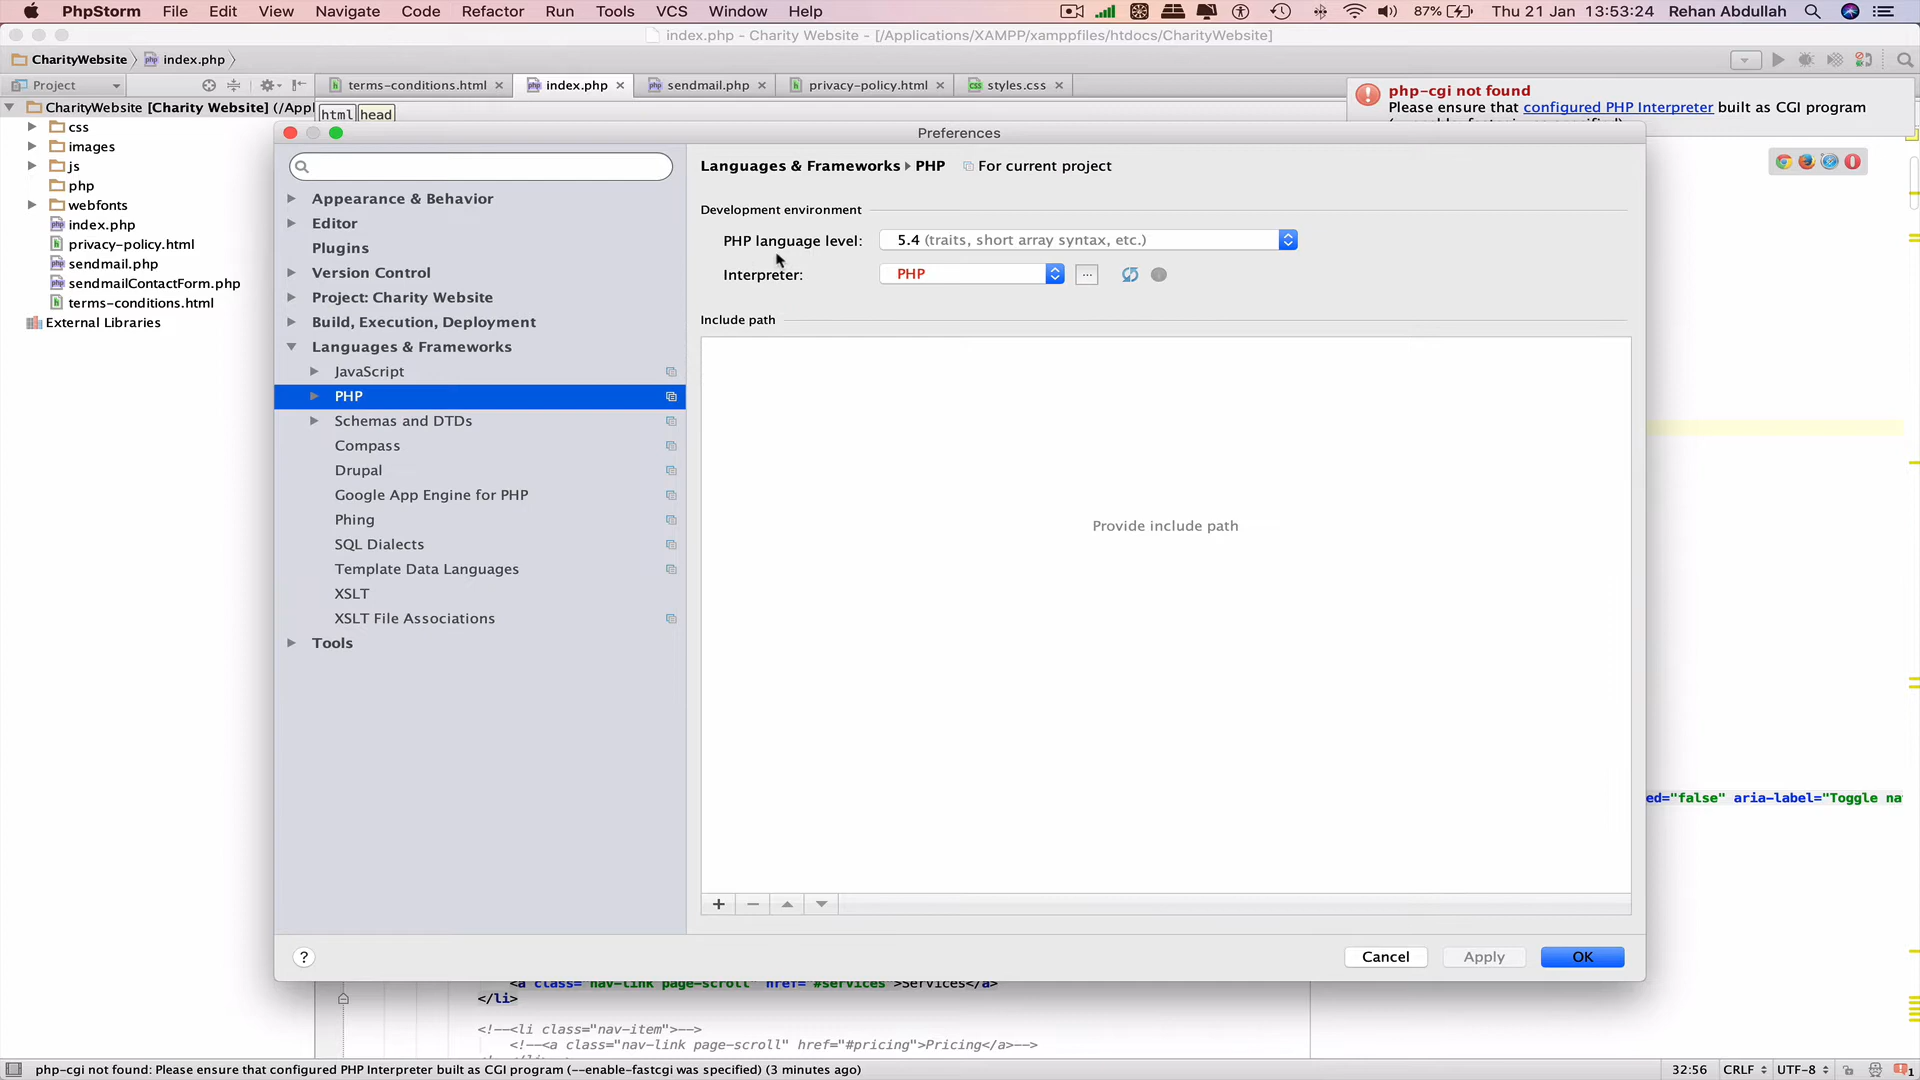 PhpStorm File Edit View Navigate Code Refactor Run Tools VCS Window Help 87% Thu 21 Jan 13:53:24 Rehan Abdullah
index.php - Charity Website - [/Applications/XAMPP/xamppfiles/htdocs/CharityWebsite]
CharityWebsite index.php
Project terms-conditions.html index.php sendmail.php privacy-policy.html styles.css
php-cgi not found
Please ensure that configured PHP Interpreter built as CGI program
CharityWebsite [Charity Website] (/Appl
html head
css
images
js
php
webfonts
index.php
privacy-policy.html
sendmail.php
sendmailContactForm.php
terms-conditions.html
External Libraries
Preferences
Appearance & Behavior
Editor
Plugins
Version Control
Project: Charity Website
Build, Execution, Deployment
Languages & Frameworks
JavaScript
PHP
Schemas and DTDs
Compass
Drupal
Google App Engine for PHP
Phing
SQL Dialects
Template Data Languages
XSLT
XSLT File Associations
Tools
Languages & Frameworks PHP For current project
Development environment
PHP language level: 5.4 (traits, short array syntax, etc.)
Interpreter: PHP ...
Include path
Provide include path
? Cancel Apply OK
ed="false" aria-label="Toggle na
<a class="nav-link page-scroll" href="#services">Services</a>
</li>
<!--<li class="nav-item">-->
<!--<a class="nav-link page-scroll" href="#pricing">Pricing</a>-->
php-cgi not found: Please ensure that configured PHP Interpreter built as CGI program (--enable-fastcgi was specified) (3 minutes ago) 32:56 CRLF UTF-8 1